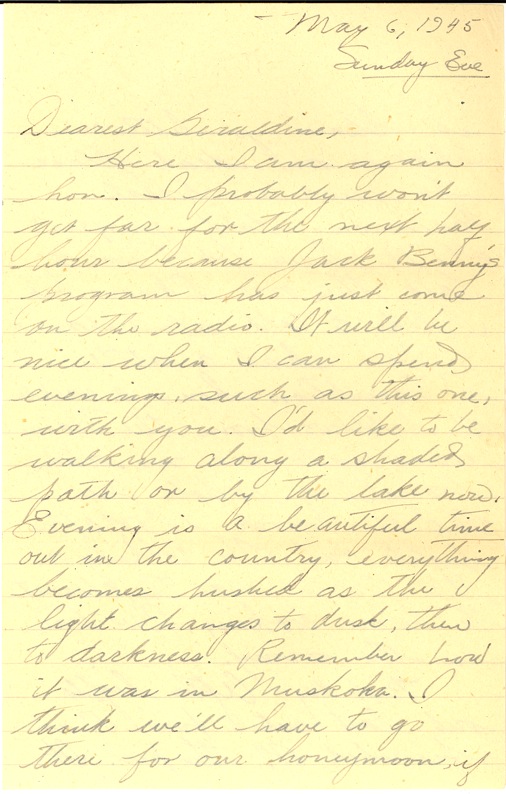 - May 6, 1945
Sunday Eve
Dearest Geraldine,
Here I am again
hon. I probably won't
get far for the next half
hour because Jack Benny's
program has just come
on the radio. It will be
nice when I can spend
evenings, such as this one,
with you. I'd like to be
walking along a shaded
path or by the lake now.
Evening is a beautiful time
out in the country, everything
becomes hushed as the
light changes to dusk, then
to darkness. Remember how
it was in Muskoka. I
think we'll have to go
there for our honeymoon, if